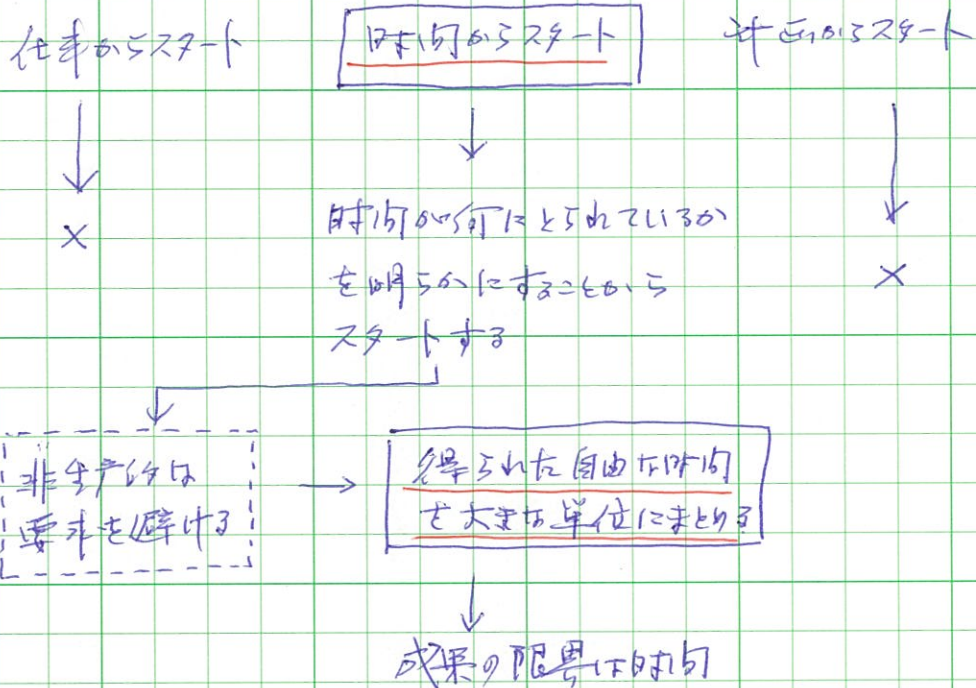 仕事からスタート
時間からスタート
計画からスタート
×
時間が何にとられているか
を明らかにすることから
スタートする
×
非生産的な
要求を避ける
得られた自由な時間
を大きな単位にまとめる
成果の限界は時間